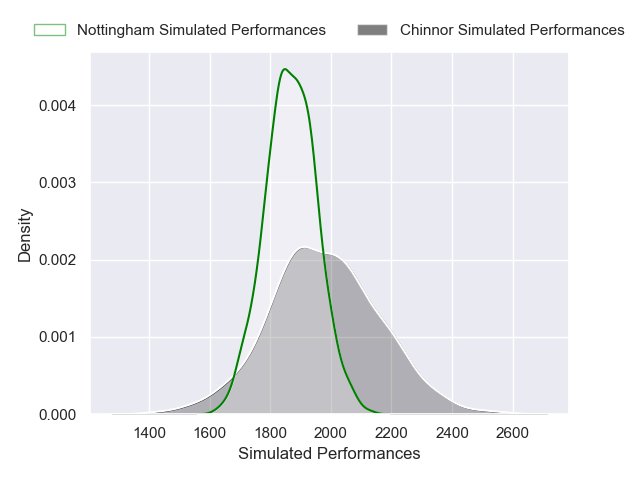 Nottingham Simulated Performances
Chinnor Simulated Performances
0.004
0.003
0.002
0.001
0.000
Density
1400 1600 1800 2000 2200 2400 2600
Simulated Performances